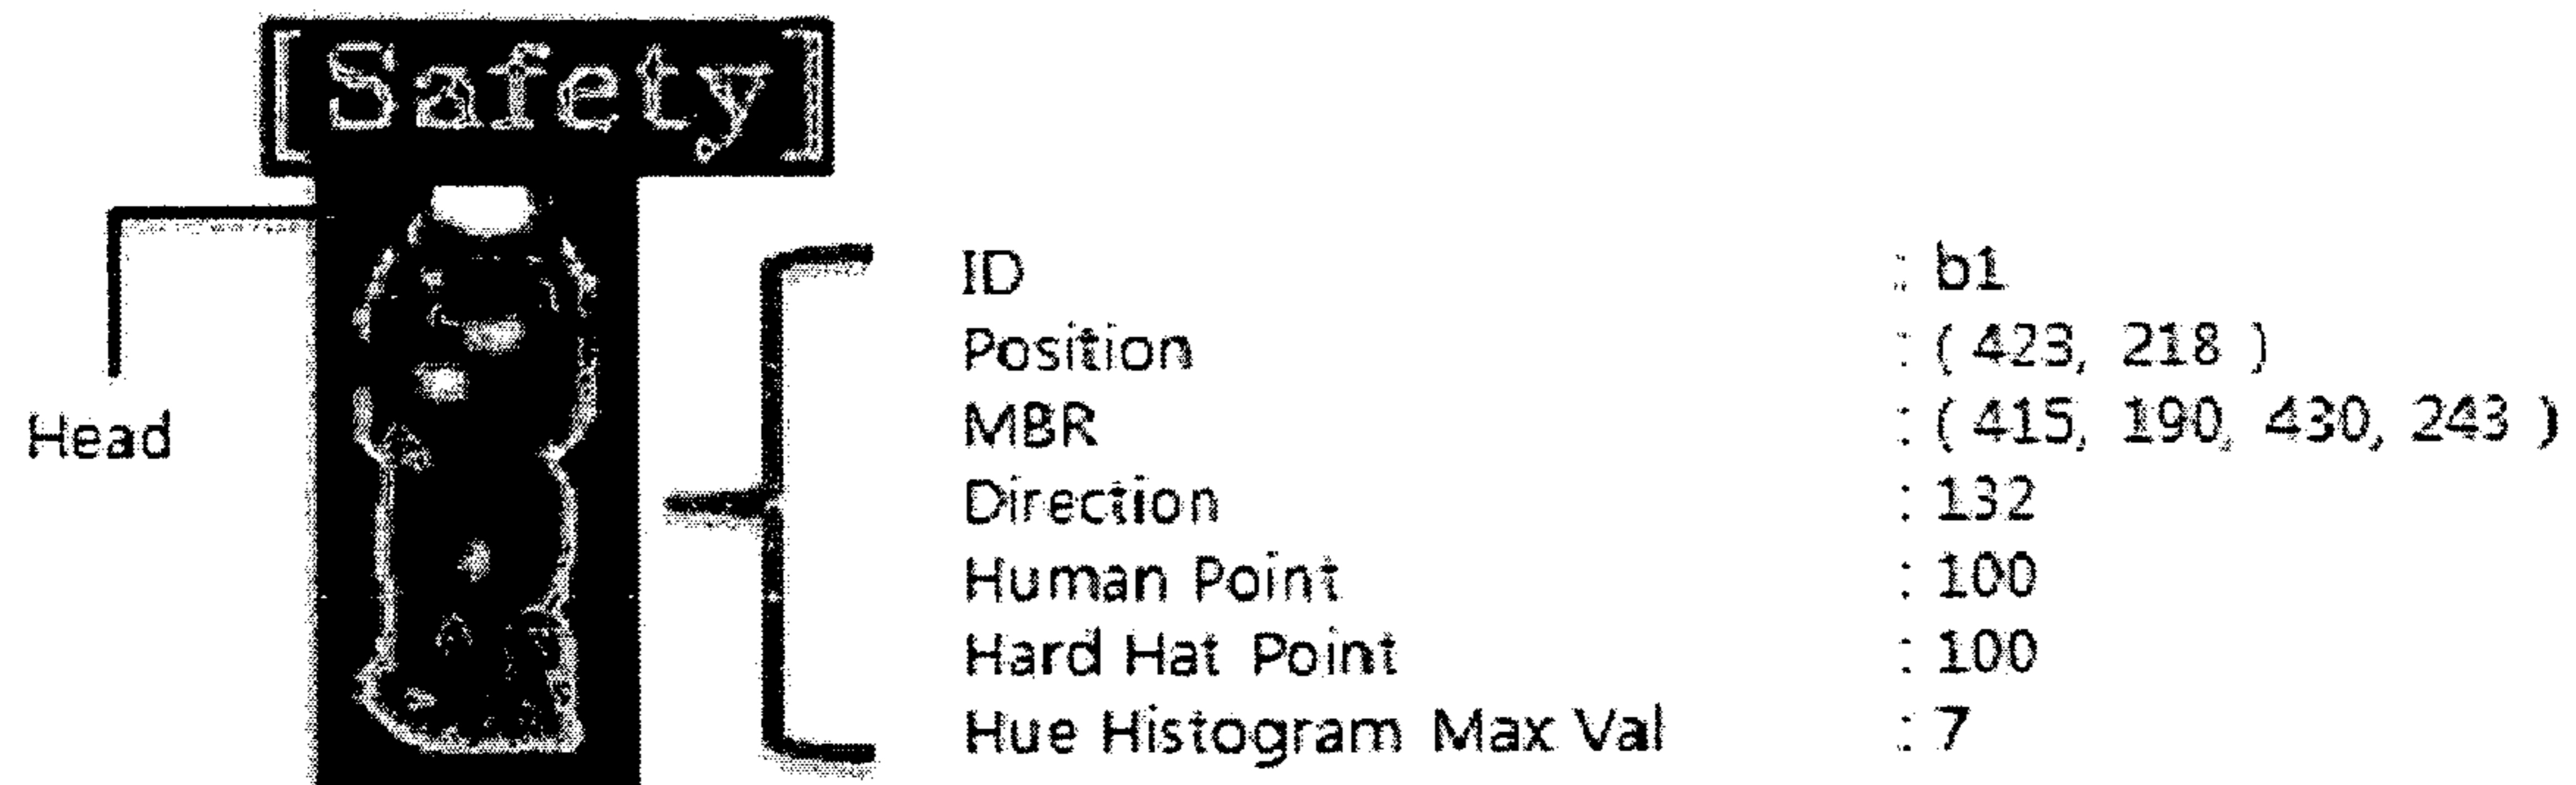 [Safety]
Head
ID : b1
Position : ( 423, 218 )
MBR : ( 415, 190, 430, 243 )
Direction : 132
Human Point : 100
Hard Hat Point : 100
Hue Histogram Max Val : 7